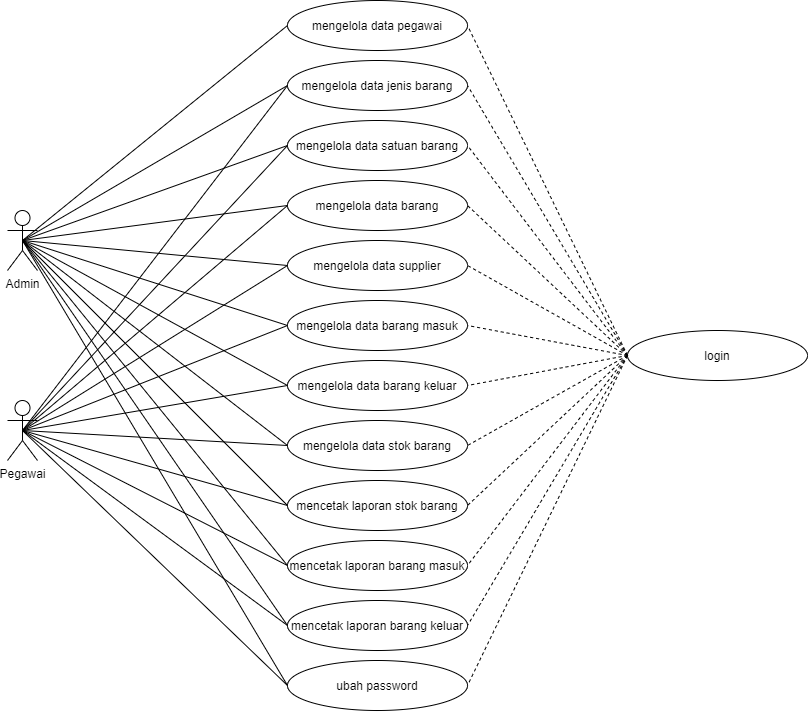 mengelola data pegawai
mengelola data jenis barang
mengelola data satuan barang
mengelola data barang
mengelola data supplier
Admin
mengelola data barang masuk
login
mengelola data barang keluar
mengelola data stok barang
Pegawai
mencetak laporan stok barang
mencetak laporan barang masuk
mencetak laporan barang keluar
ubah password